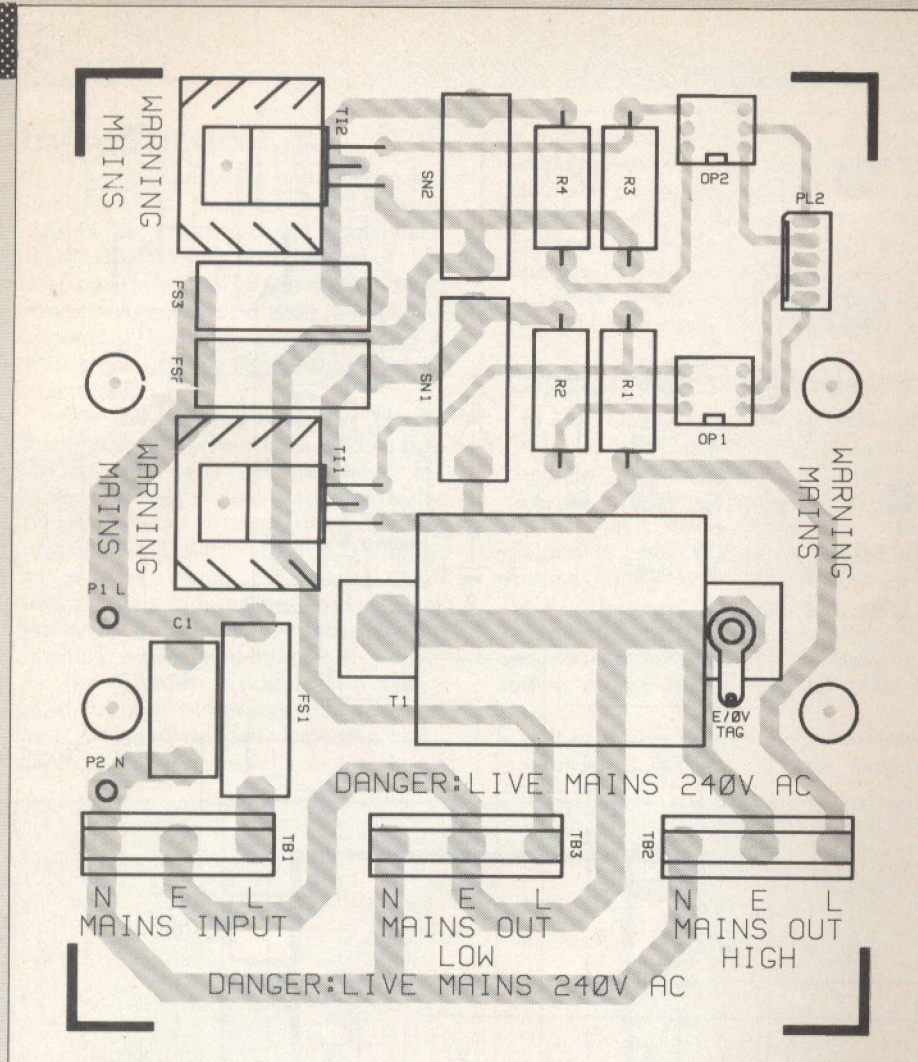 WARNING
MAINS
TI2
SN2
R4
R3
OP2
PL2
FS3
FS2
SN1
R2
R1
OP1
WARNING
MAINS
TI1
WARNING
MAINS
P1 L
C1
FS1
T1
E/0V
TAG
P2 N
DANGER:LIVE MAINS 240V AC
TB1
TB3
TB2
N E L
MAINS INPUT
N E L
MAINS OUT
LOW
N E L
MAINS OUT
HIGH
DANGER:LIVE MAINS 240V AC